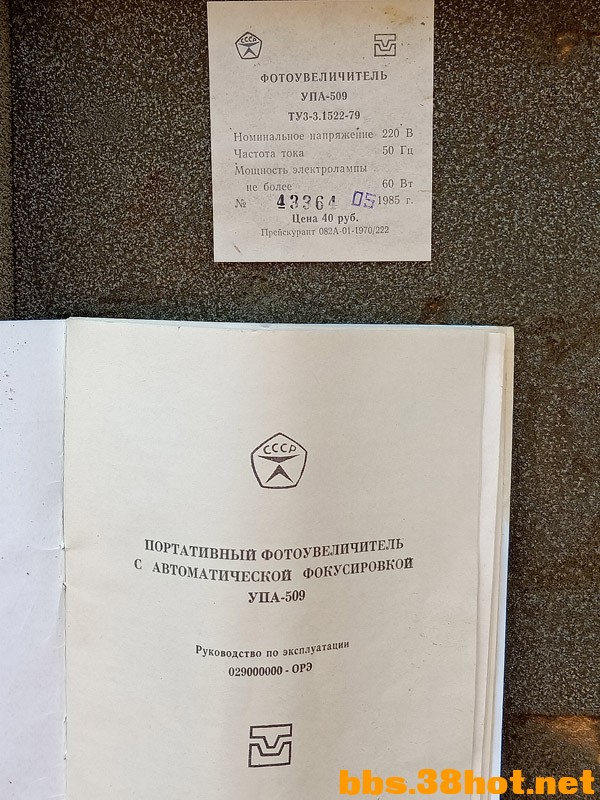 СССР
ФОТОУВЕЛИЧИТЕЛЬ
УПА-509
ТУ3-3.1522-79
Номинальное напряжение 220 В
Частота тока 50 Гц
Мощность электролампы
не более 60 Вт
№ 43364 05 1985 г.
Цена 40 руб.
Прейскурант 082А-01-1970/222
СССР
ПОРТАТИВНЫЙ ФОТОУВЕЛИЧИТЕЛЬ
С АВТОМАТИЧЕСКОЙ ФОКУСИРОВКОЙ
УПА-509
Руководство по эксплуатации
029000000 - ОРЭ
bbs.38hot.net